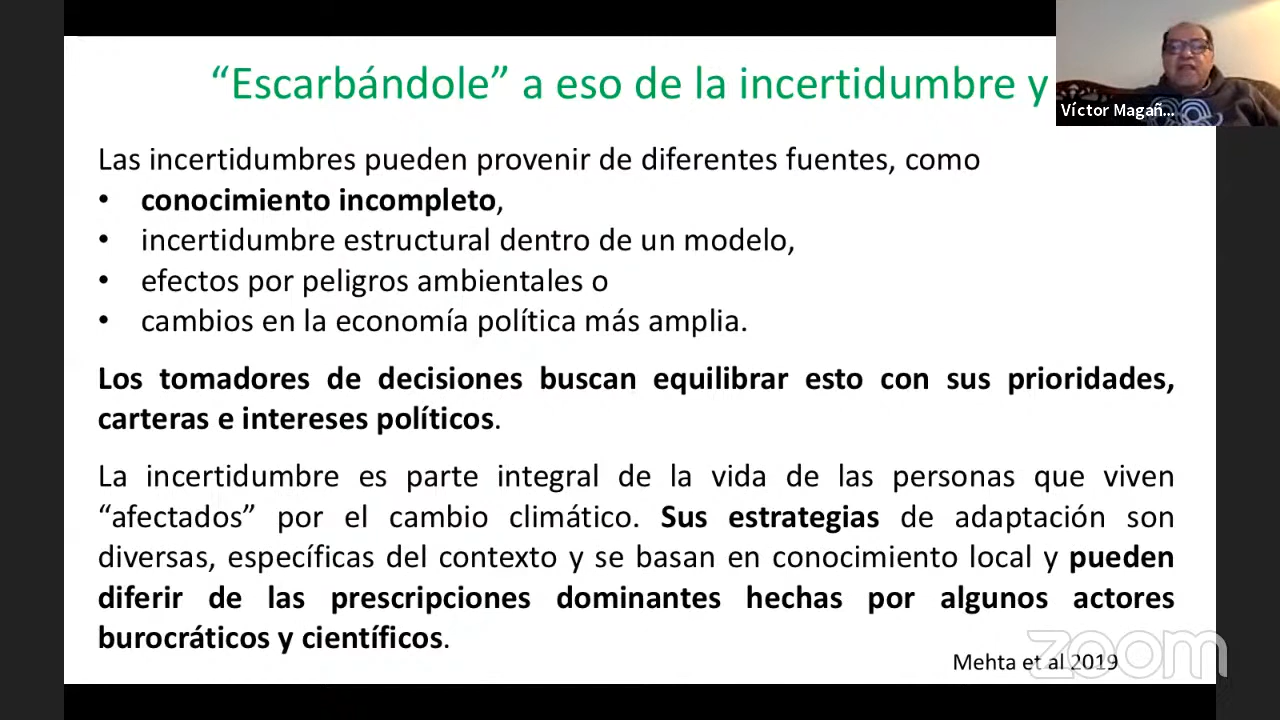 “Escarbándole” a eso de la incertidumbre y
Víctor Magañ...
Las incertidumbres pueden provenir de diferentes fuentes, como
• conocimiento incompleto,
• incertidumbre estructural dentro de un modelo,
• efectos por peligros ambientales o
• cambios en la economía política más amplia.
Los tomadores de decisiones buscan equilibrar esto con sus prioridades,
carteras e intereses políticos.
La incertidumbre es parte integral de la vida de las personas que viven
“afectados” por el cambio climático. Sus estrategias de adaptación son
diversas, específicas del contexto y se basan en conocimiento local y pueden
diferir de las prescripciones dominantes hechas por algunos actores
burocráticos y científicos.
Mehta et al 2019
zoom